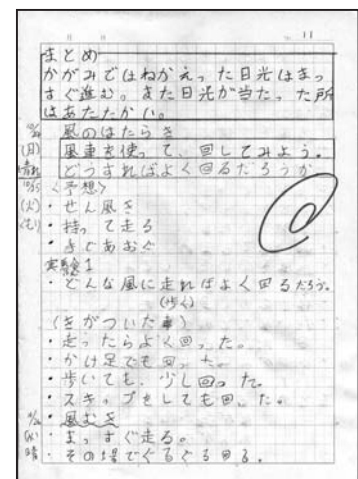 11
まとめ
かがみではねかえった日光はまっ
すぐ進む。また日光が当たった所
はあたたかい。
風のはたらき
(月) 風車を使って、回してみよう。
晴れ どうすればよく回るだろうか
10/25 <予想>
(火) ・せん風き
・持って走る
・手であおぐ
実験1
・どんな風に走ればよく回るだろう。
(歩く)
(きがついた事)
・走ったらよく回った。
・かけ足でも回った。
・歩いても、少し回った。
・スキップをしても回った。
・風むき
・まっすぐ走る。
晴 ・その場でぐるぐる回る。